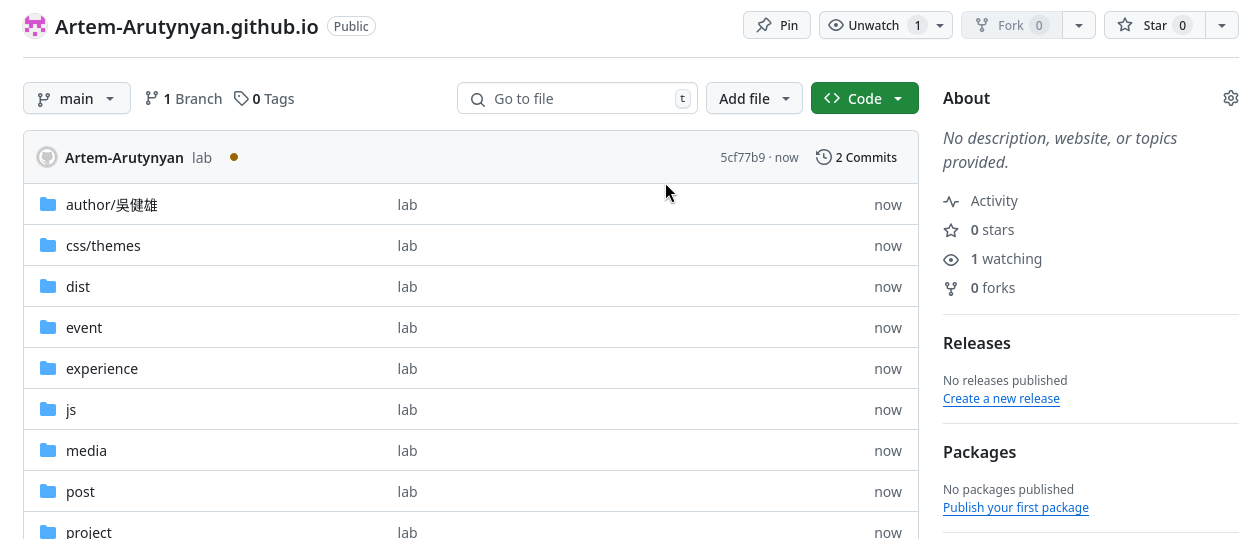 Artem-Arutynyan.github.io Public Pin Unwatch 1 Fork 0 Star 0
main 1 Branch 0 Tags Go to file t Add file Code
Artem-Arutynyan lab 5cf77b9 · now 2 Commits
author/吳健雄 lab now
css/themes lab now
dist lab now
event lab now
experience lab now
js lab now
media lab now
post lab now
project lab now
About
No description, website, or topics
provided.
Activity
0 stars
1 watching
0 forks
Releases
No releases published
Create a new release
Packages
No packages published
Publish your first package